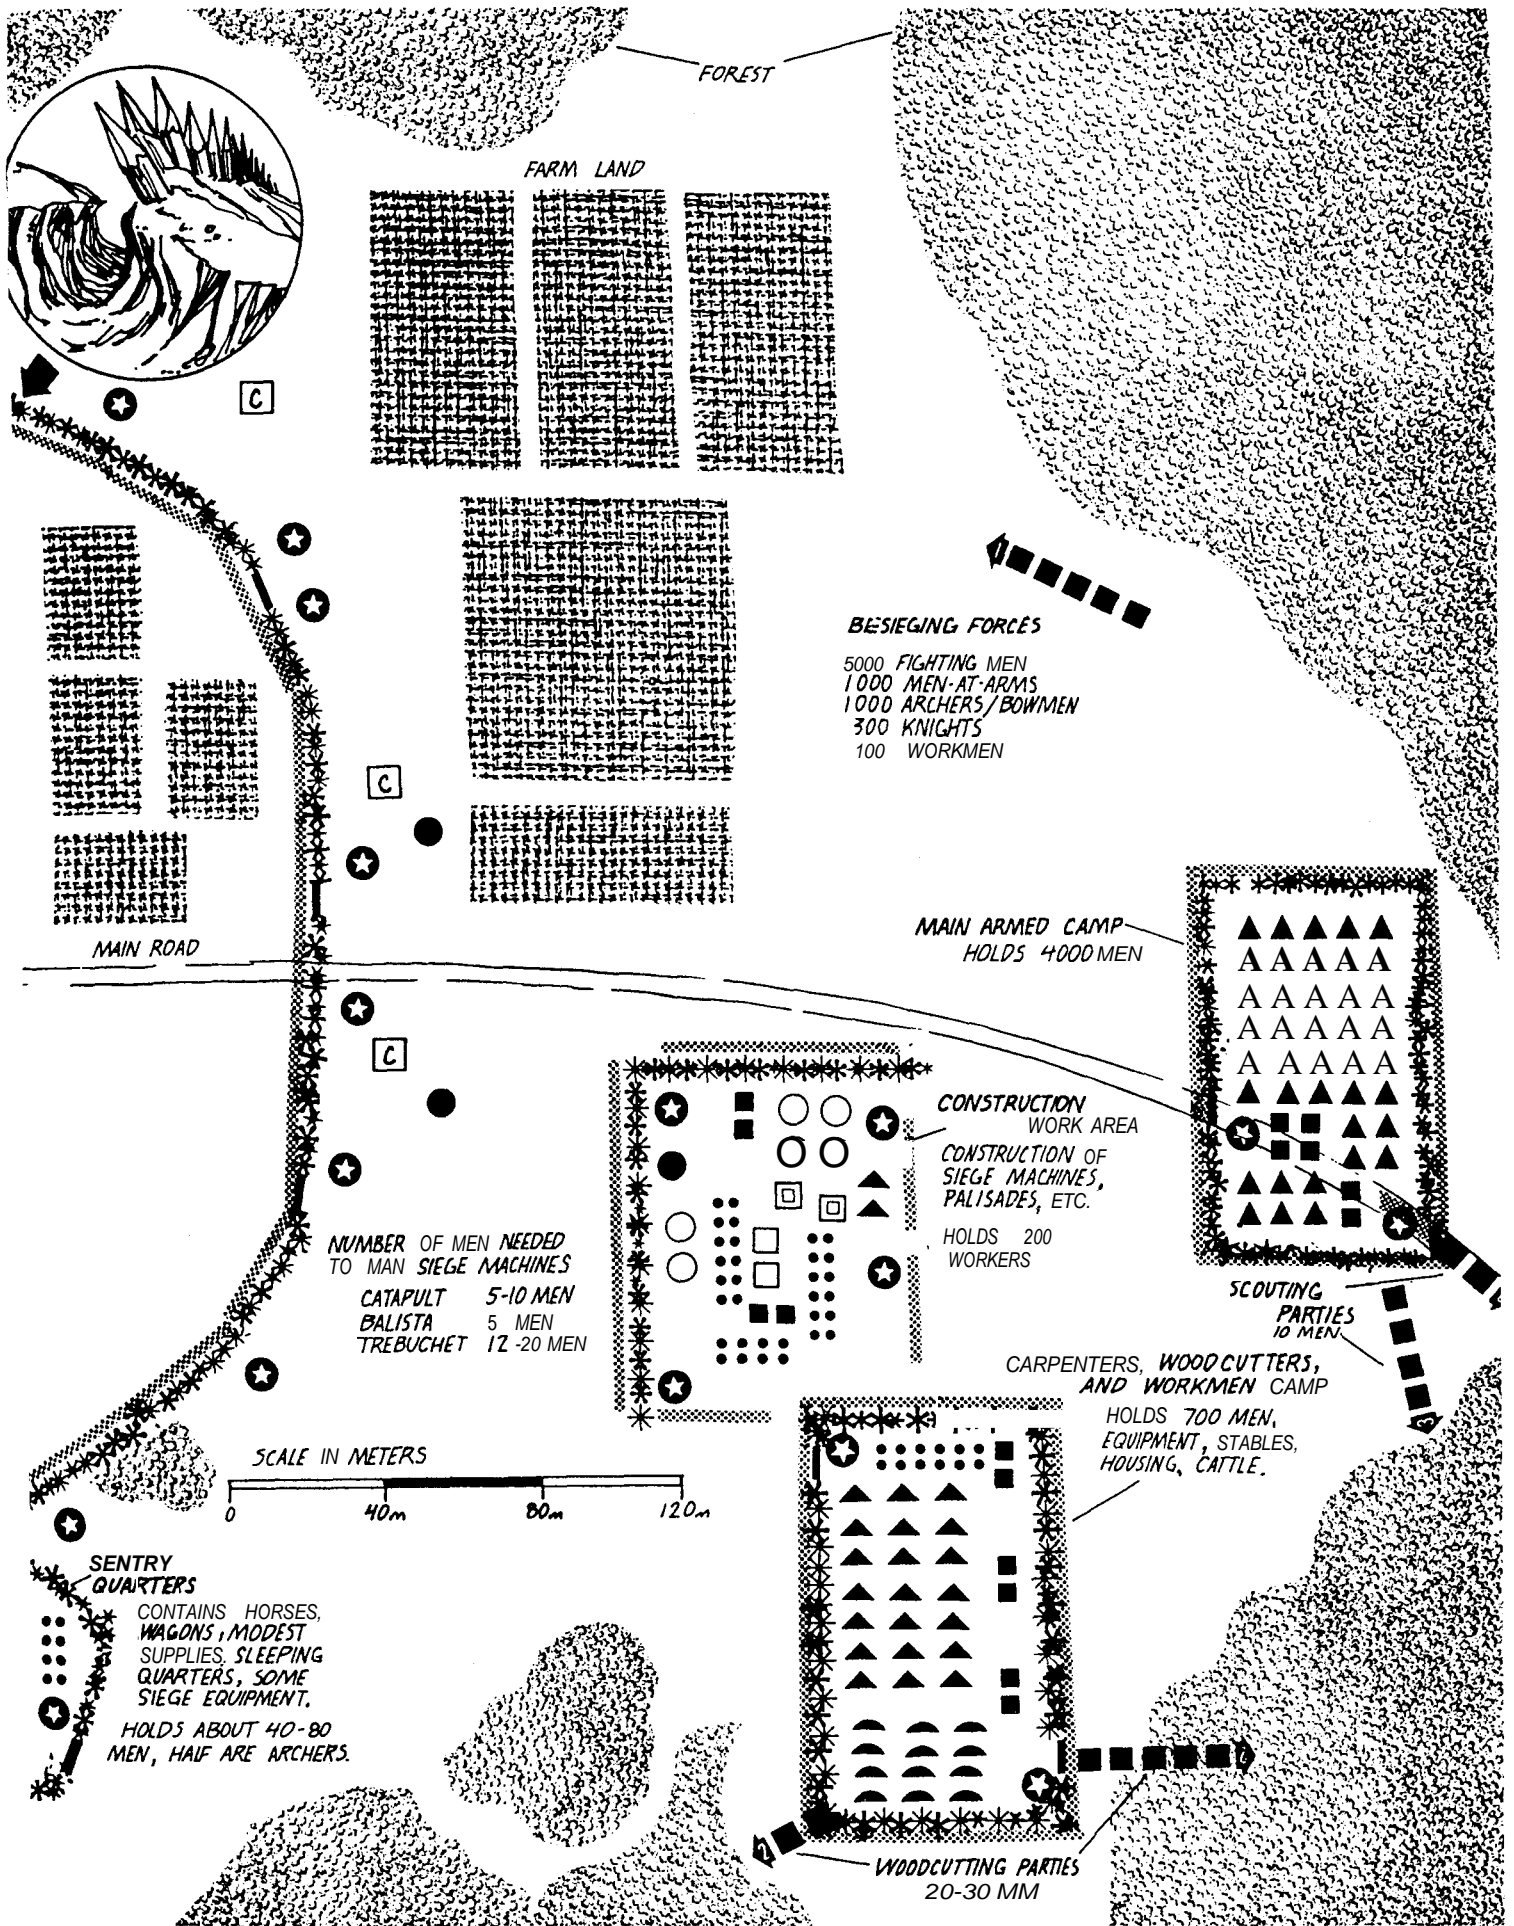 FOREST
FARM LAND
C
BESIEGING FORCES
5000 FIGHTING MEN
1000 MEN-AT-ARMS
1000 ARCHERS/BOWMEN
300 KNIGHTS
100 WORKMEN
1
C
MAIN ARMED CAMP
HOLDS 4000 MEN
MAIN ROAD
A A A A A
A A A A A
A A A A A
A A A A A
C
CONSTRUCTION
WORK AREA
CONSTRUCTION OF
SIEGE MACHINES,
PALISADES, ETC.
HOLDS 200
WORKERS
NUMBER OF MEN NEEDED
TO MAN SIEGE MACHINES
CATAPULT 5-10 MEN
BALISTA 5 MEN
TREBUCHET 12-20 MEN
SCOUTING
PARTIES
10 MEN
3
CARPENTERS, WOODCUTTERS,
AND WORKMEN CAMP
HOLDS 700 MEN,
EQUIPMENT, STABLES,
HOUSING, CATTLE.
SCALE IN METERS
0 40m 80m 120m
SENTRY
QUARTERS
CONTAINS HORSES,
WAGONS, MODEST
SUPPLIES, SLEEPING
QUARTERS, SOME
SIEGE EQUIPMENT.
HOLDS ABOUT 40-80
MEN, HALF ARE ARCHERS.
2
WOODCUTTING PARTIES
20-30 MM